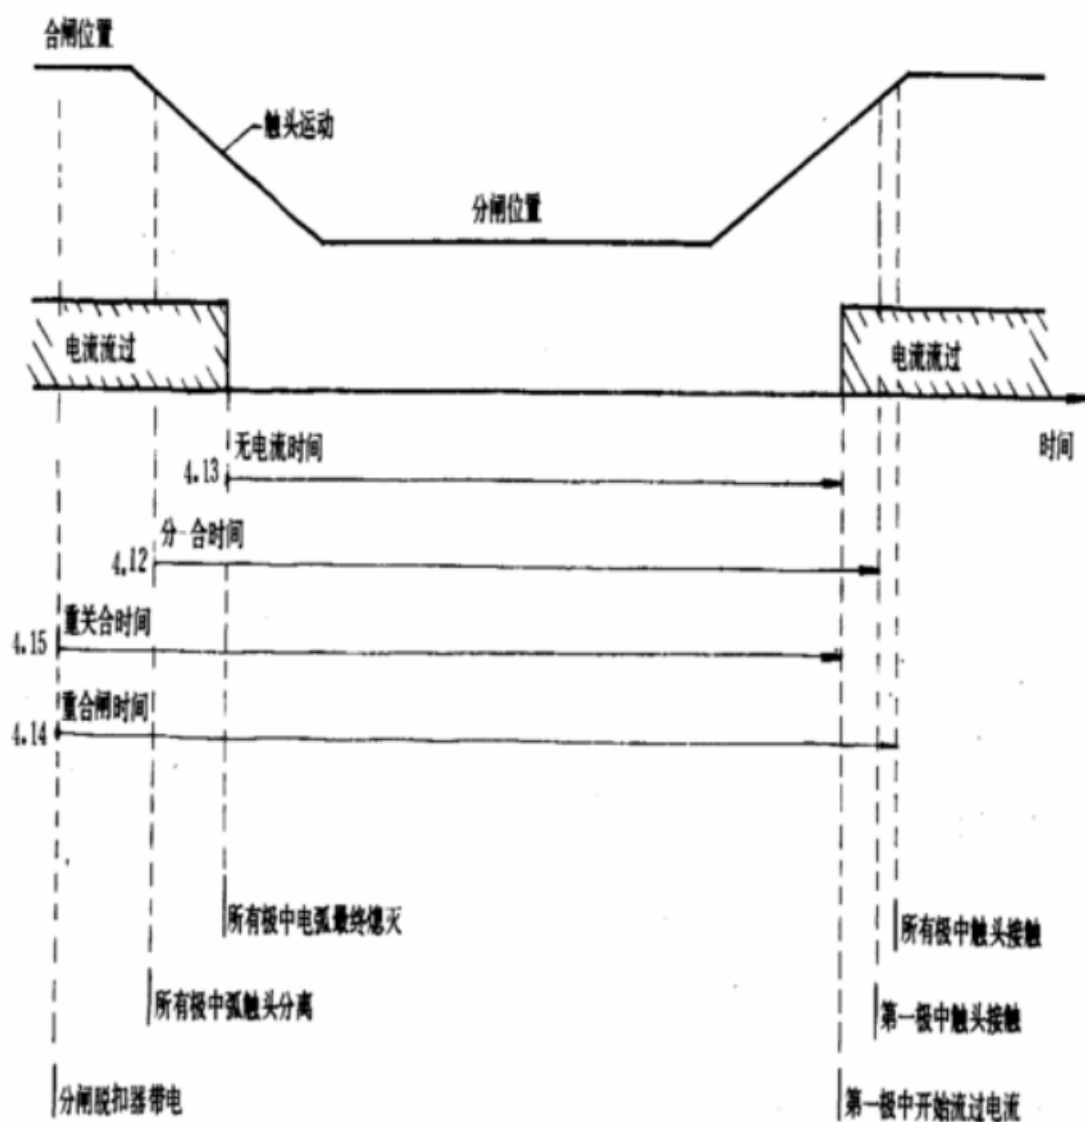 合闸位置
触头运动
分闸位置
电流流过
电流流过
时间
无电流时间
4.13
分-合时间
4.12
重关合时间
4.15
重合闸时间
4.14
所有极中电弧最终熄灭
所有极中触头接触
所有极中弧触头分离
第一极中触头接触
分闸脱扣器带电
第一极中开始流过电流